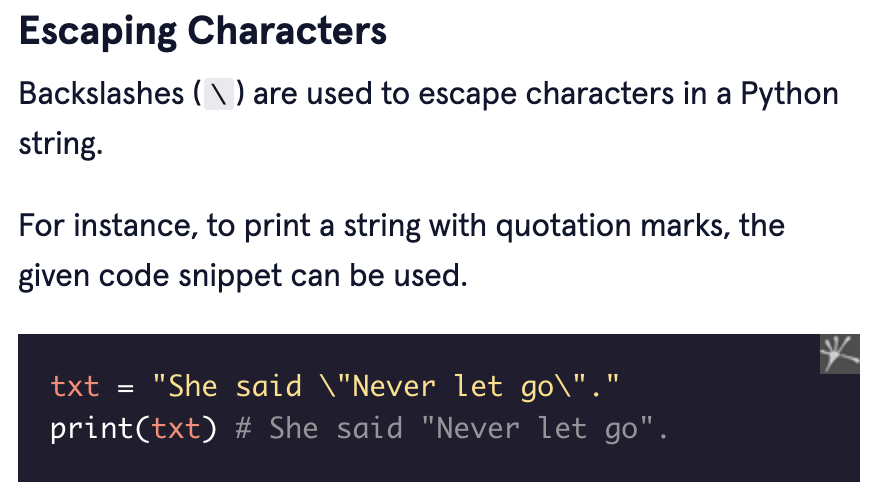 Escaping Characters
Backslashes ( \ ) are used to escape characters in a Python
string.
For instance, to print a string with quotation marks, the
given code snippet can be used.
txt = "She said \"Never let go\"."
print(txt) # She said "Never let go".